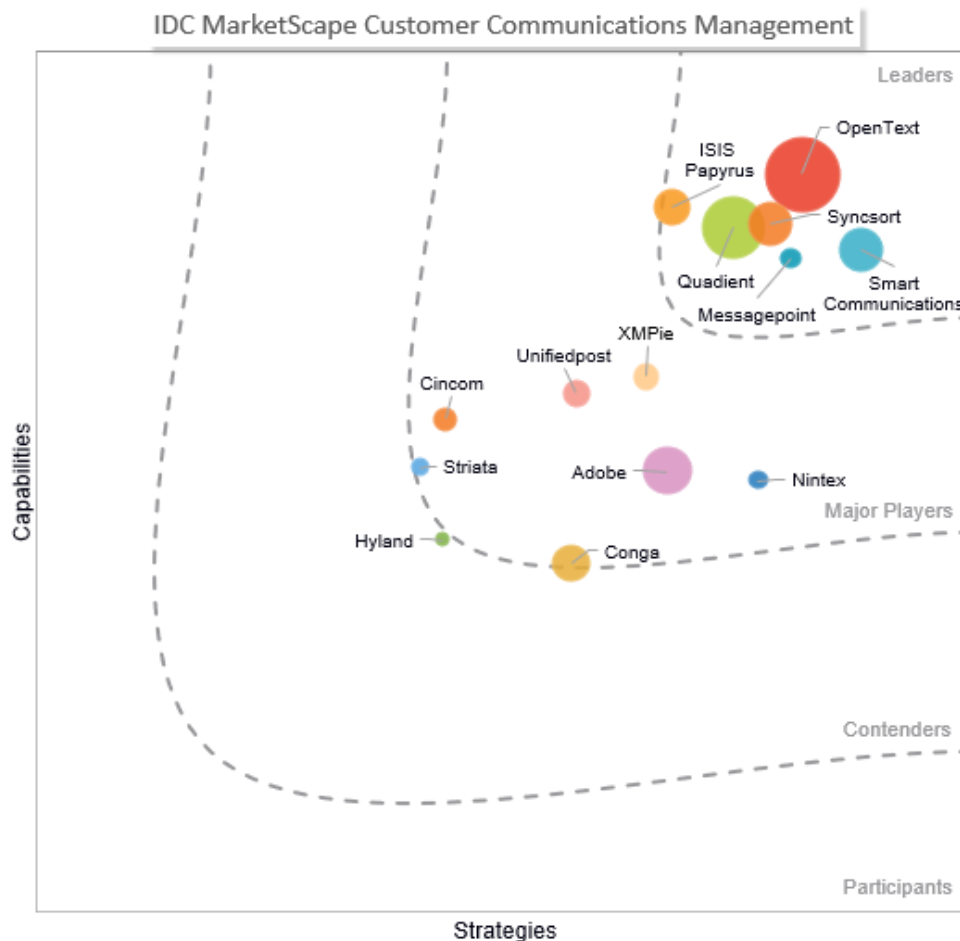 IDC MarketScape Customer Communications Management
Leaders
OpenText
ISIS
Papyrus
Syncsort
Quadient
Smart
Communications
Messagepoint
XMPie
Unifiedpost
Cincom
Striata
Adobe
Nintex
Capabilities
Major Players
Hyland
Conga
Contenders
Participants
Strategies